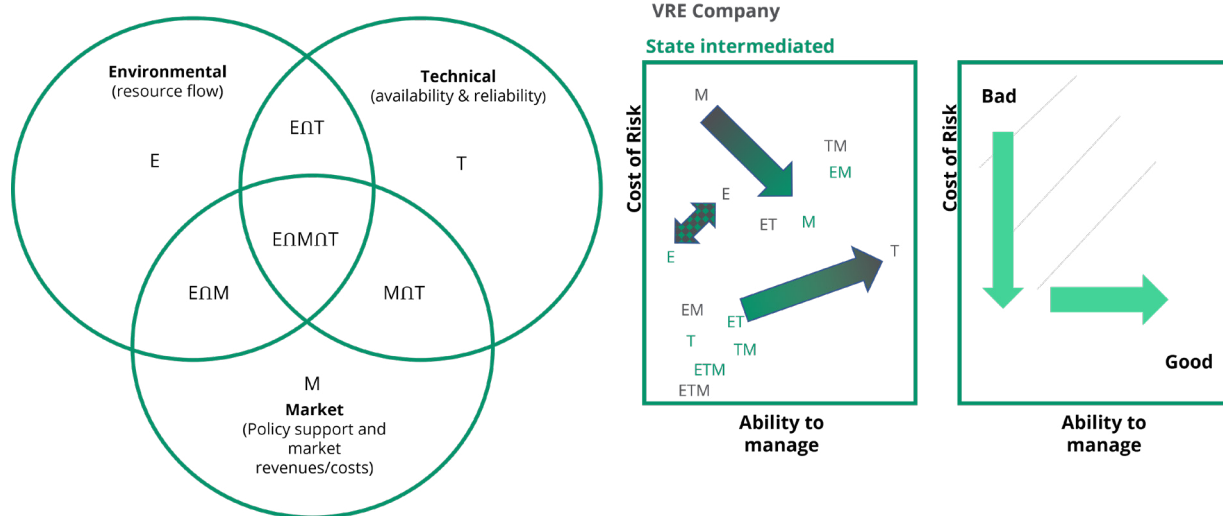 Environmental
(resource flow)
Technical
(availability & reliability)
E∩T
E
T
E∩M∩T
E∩M
M∩T
M
Market
(Policy support and
market
revenues/costs)
VRE Company
State intermediated
Cost of Risk
M
TM
EM
E
ET
M
T
E
EM
ET
T
TM
ETM
ETM
Ability to
manage
Cost of Risk
Bad
Good
Ability to
manage